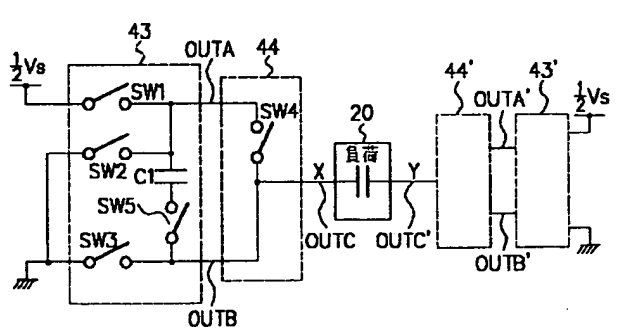 43
OUTA
44
44'
43'
½Vs
SW1
SW4
20
OUTA'
½Vs
SW2
C1
負荷
X
Y
SW5
SW3
OUTC
OUTC'
OUTB'
OUTB